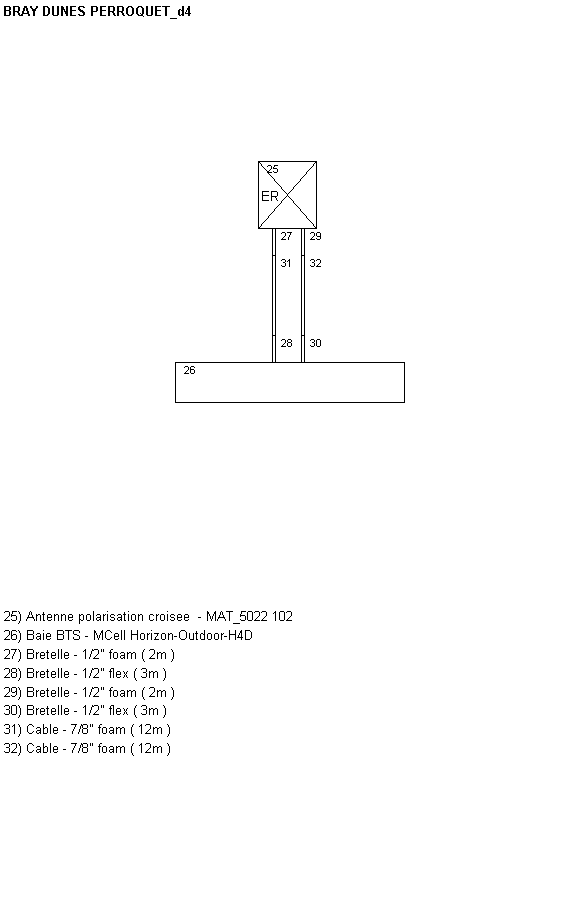 BRAY DUNES PERROQUET_d4
25
ER
27 29
31 32
28 30
26
25) Antenne polarisation croisee - MAT_5022 102
26) Baie BTS - MCell Horizon-Outdoor-H4D
27) Bretelle - 1/2" foam ( 2m )
28) Bretelle - 1/2" flex ( 3m )
29) Bretelle - 1/2" foam ( 2m )
30) Bretelle - 1/2" flex ( 3m )
31) Cable - 7/8" foam ( 12m )
32) Cable - 7/8" foam ( 12m )